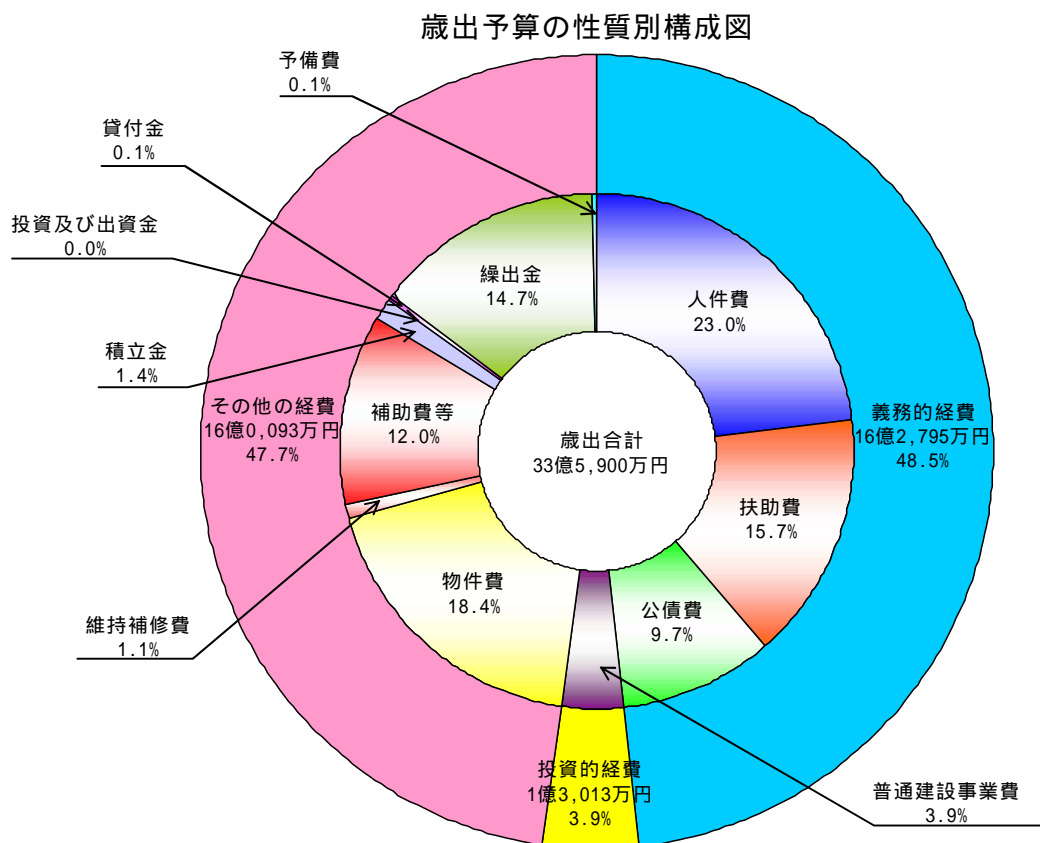 歳出予算の性質別構成図
予備費
0.1%
貸付金
0.1%
投資及び出資金
0.0%
積立金
1.4%
繰出金
14.7%
人件費
23.0%
その他の経費
16億0,093万円
47.7%
補助費等
12.0%
歳出合計
33億5,900万円
義務的経費
16億2,795万円
48.5%
扶助費
15.7%
物件費
18.4%
公債費
9.7%
維持補修費
1.1%
投資的経費
1億3,013万円
3.9%
普通建設事業費
3.9%